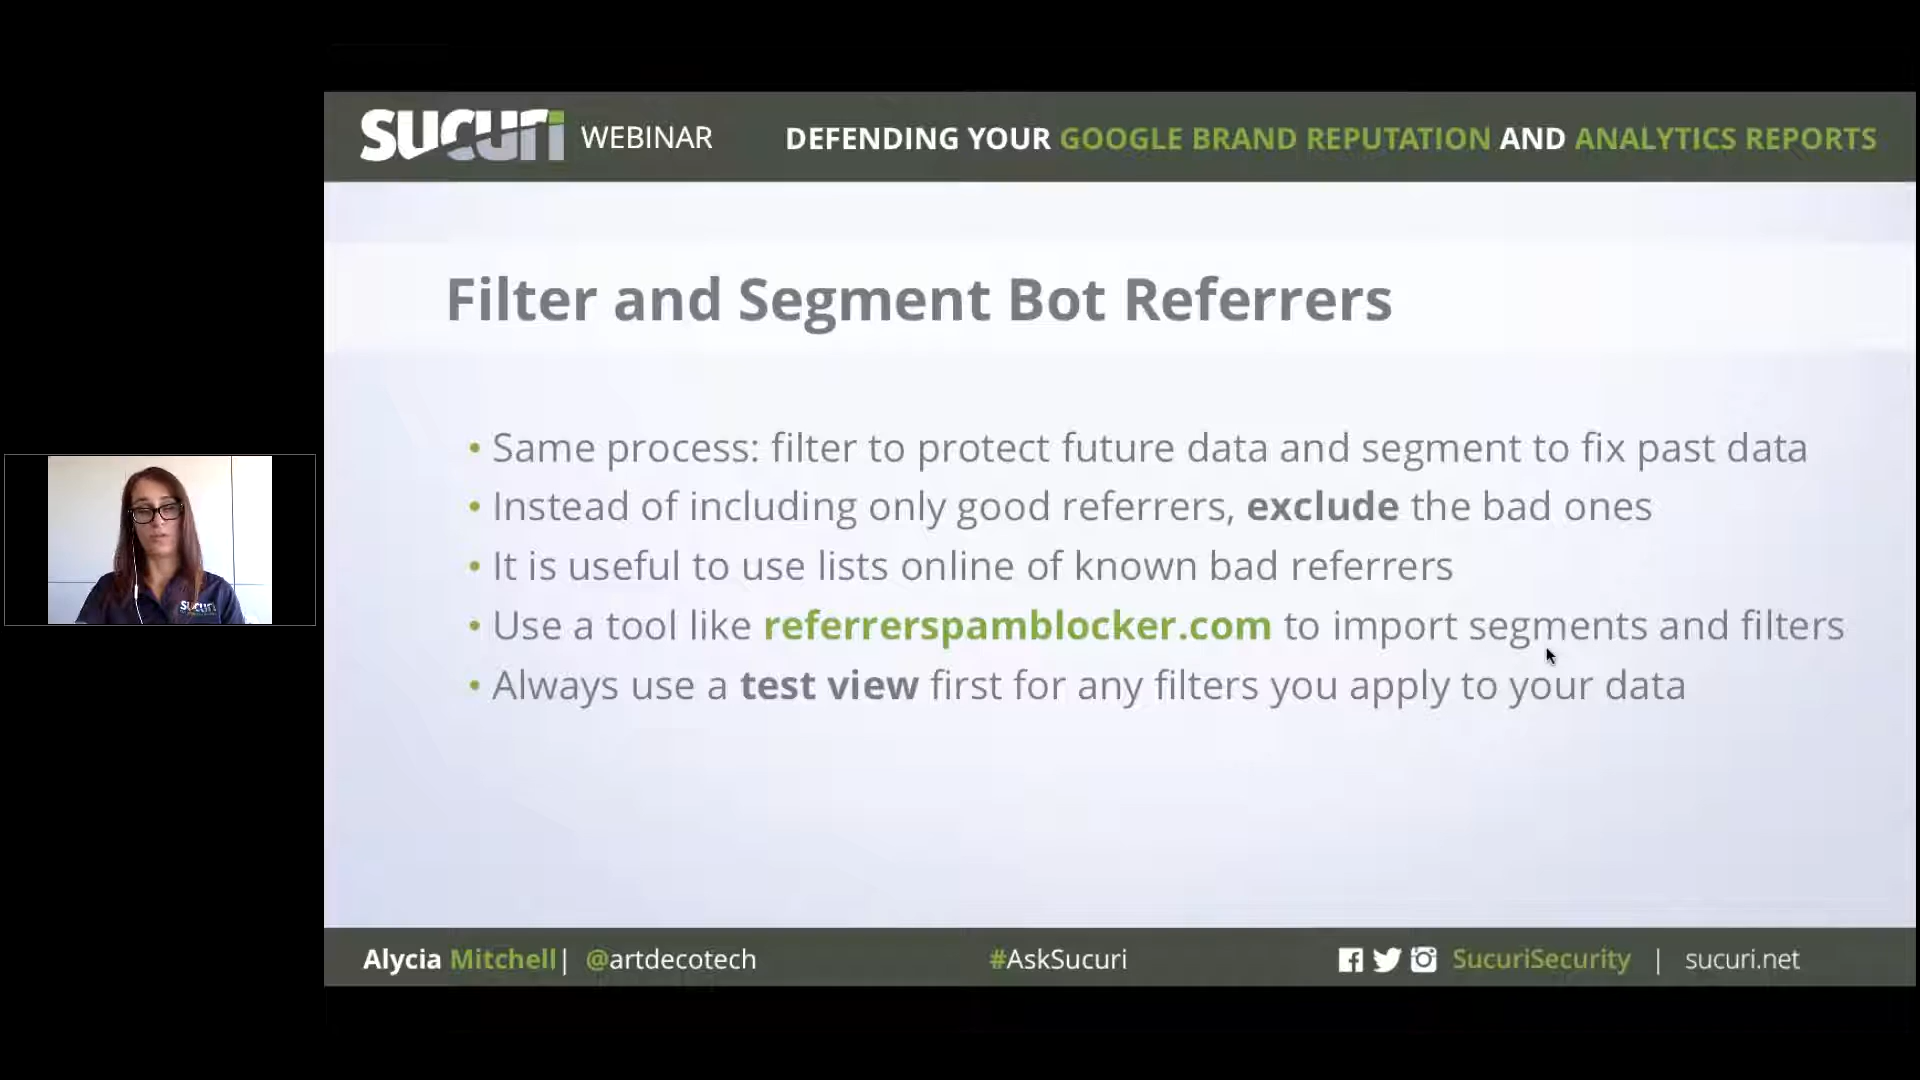 sucuri WEBINAR DEFENDING YOUR GOOGLE BRAND REPUTATION AND ANALYTICS REPORTS
Filter and Segment Bot Referrers
• Same process: filter to protect future data and segment to fix past data
• Instead of including only good referrers, exclude the bad ones
• It is useful to use lists online of known bad referrers
• Use a tool like referrerspamblocker.com to import segments and filters
• Always use a test view first for any filters you apply to your data
sucuri
Alycia Mitchell| @artdecotech #AskSucuri SucuriSecurity | sucuri.net